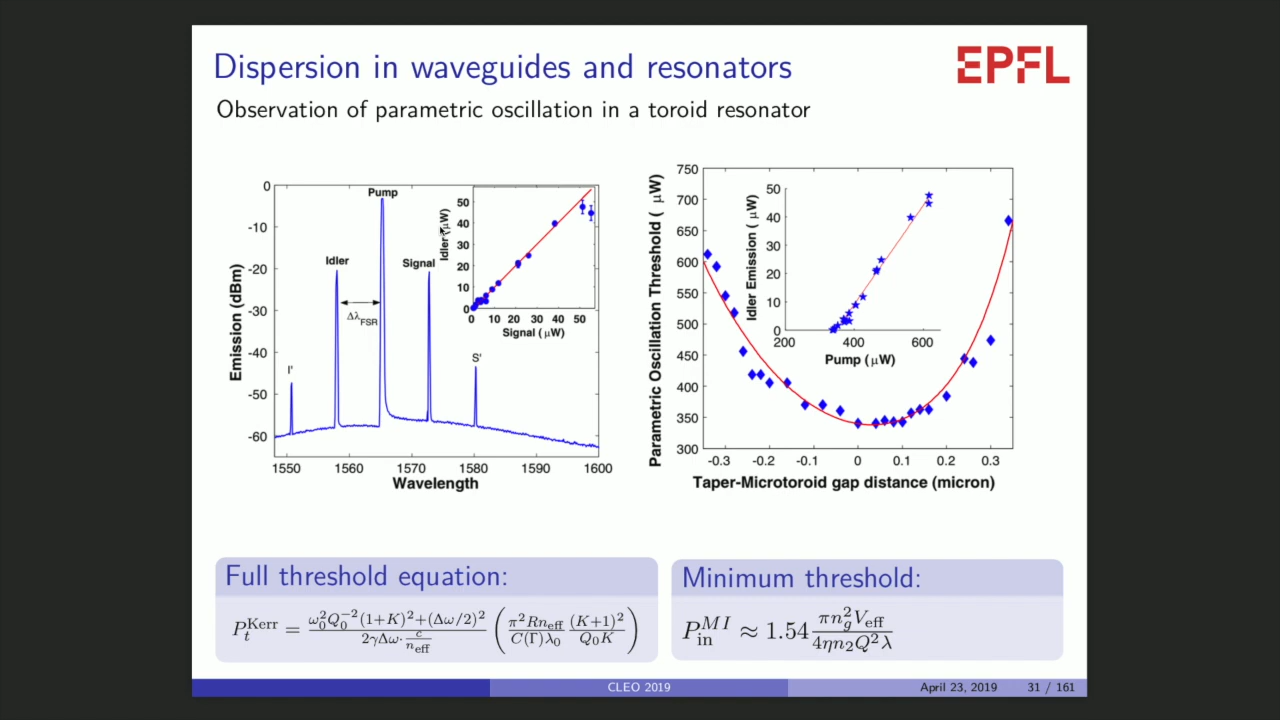 Dispersion in waveguides and resonators
EPFL
Observation of parametric oscillation in a toroid resonator
Emission (dBm)
0
-10
-20
-30
-40
-50
-60
1550
1560
1570
1580
1590
1600
Wavelength
Pump
Idler
Signal
Δλ_FSR
I'
S'
Idler (μW)
50
40
30
20
10
0
0
10
20
30
40
50
Signal (μW)
Parametric Oscillation Threshold ( μW)
750
700
650
600
550
500
450
400
350
300
-0.3
-0.2
-0.1
0
0.1
0.2
0.3
Taper-Microtoroid gap distance (micron)
Idler Emission ( μW)
50
40
30
20
10
0
200
400
600
Pump (μW)
Full threshold equation:
P_t^Kerr = \frac{ω_0^2 Q_0^{-2}(1+K)^2+(Δω/2)^2}{2γΔω·\frac{c}{n_eff}} \left( \frac{π^2 R n_eff}{C(Γ)λ_0} \frac{(K+1)^2}{Q_0 K} \right)
Minimum threshold:
P_in^{MI} ≈ 1.54 \frac{π n_g^2 V_eff}{4η n_2 Q^2 λ}
CLEO 2019
April 23, 2019
31 / 161